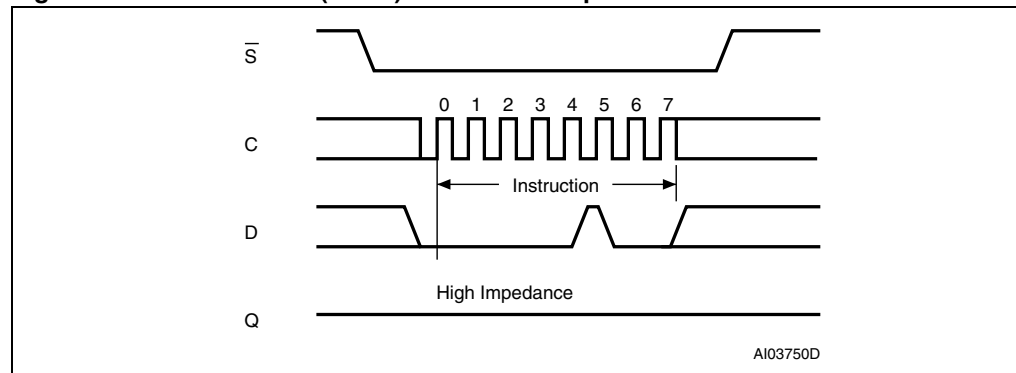 S̅
0 1 2 3 4 5 6 7
C
Instruction
D
High Impedance
Q
AI03750D